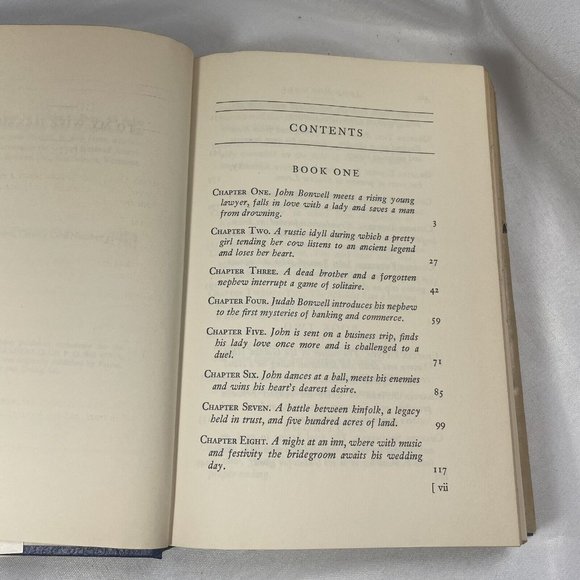 CONTENTS
BOOK ONE
CHAPTER ONE. John Bonwell meets a rising young
lawyer, falls in love with a lady and saves a man
from drowning. 3
CHAPTER TWO. A rustic idyll during which a pretty
girl tending her cow listens to an ancient legend
and loses her heart. 27
CHAPTER THREE. A dead brother and a forgotten
nephew interrupt a game of solitaire. 42
CHAPTER FOUR. Judah Bonwell introduces his nephew
to the first mysteries of banking and commerce. 59
CHAPTER FIVE. John is sent on a business trip, finds
his lady love once more and is challenged to a
duel. 71
CHAPTER SIX. John dances at a ball, meets his enemies
and wins his heart's dearest desire. 85
CHAPTER SEVEN. A battle between kinfolk, a legacy
held in trust, and five hundred acres of land. 99
CHAPTER EIGHT. A night at an inn, where with music
and festivity the bridegroom awaits his wedding
day. 117
[ vii